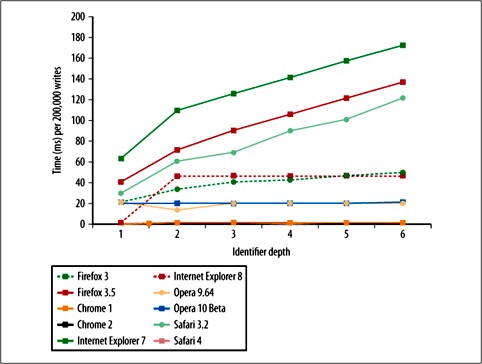 Time (ms) per 200,000 writes
200
180
160
140
120
100
80
60
40
20
0
1 2 3 4 5 6
Identifier depth
Firefox 3
Firefox 3.5
Chrome 1
Chrome 2
Internet Explorer 7
Internet Explorer 8
Opera 9.64
Opera 10 Beta
Safari 3.2
Safari 4